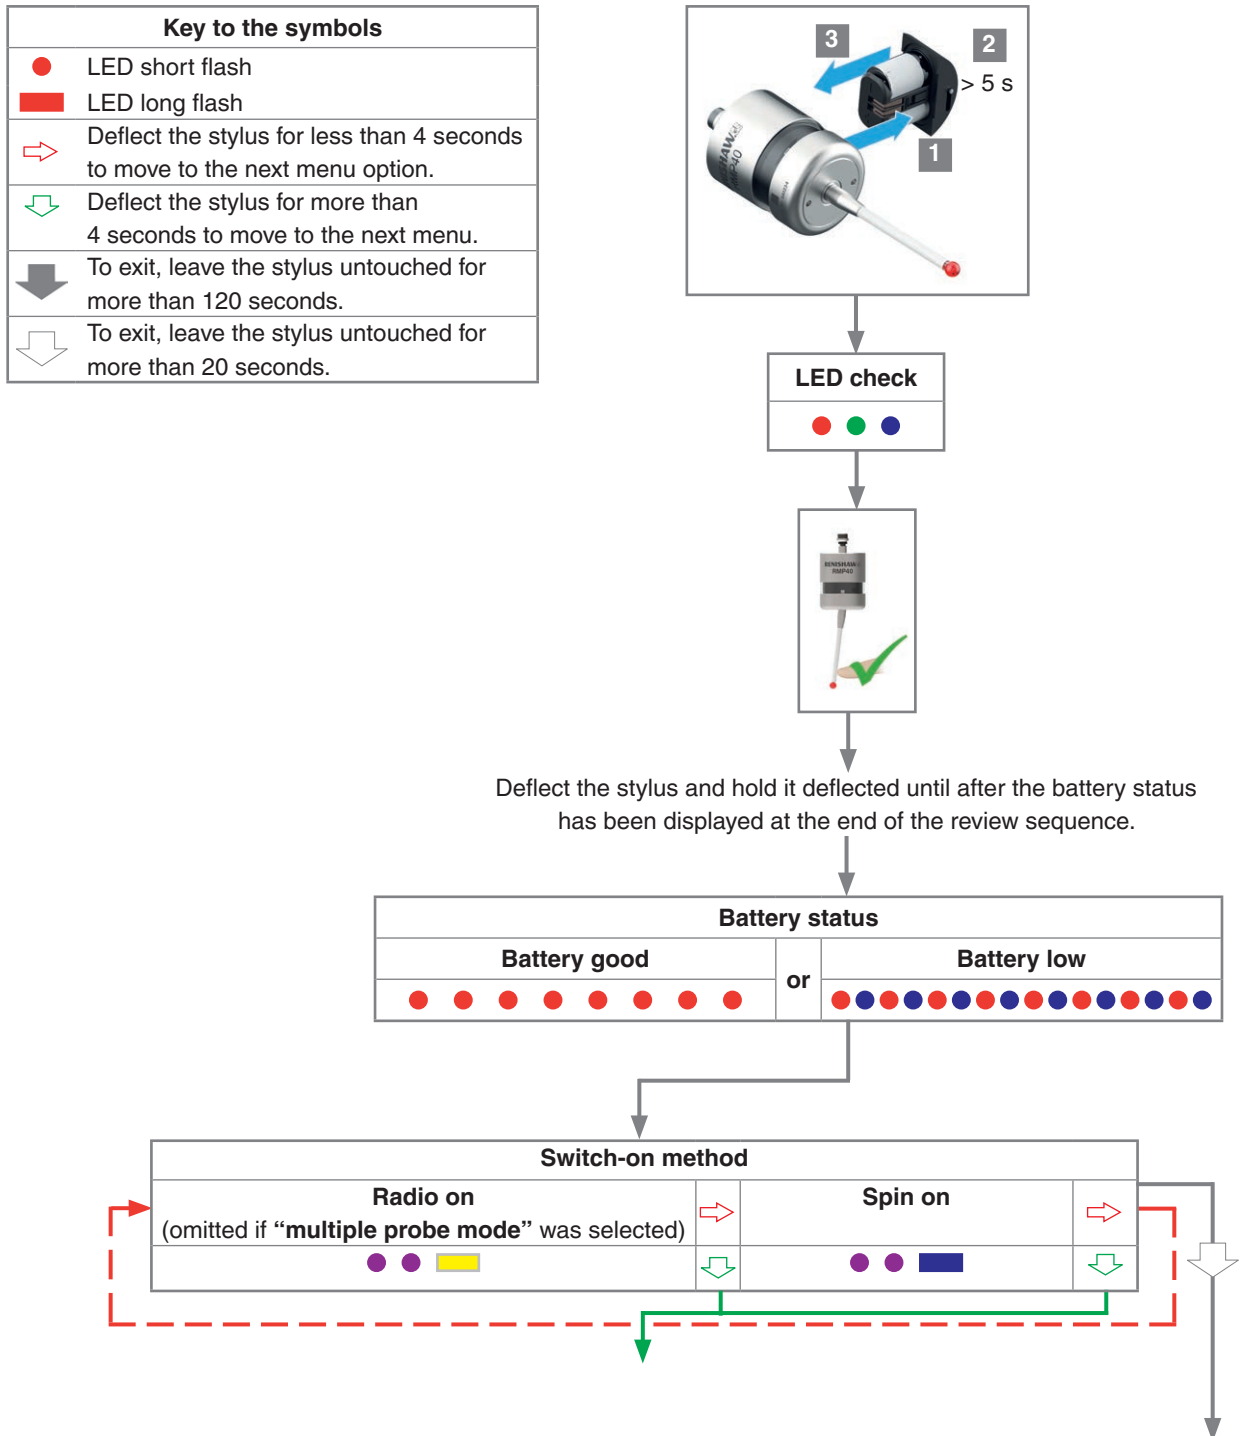 Key to the symbols
LED short flash
LED long flash
Deflect the stylus for less than 4 seconds
to move to the next menu option.
Deflect the stylus for more than
4 seconds to move to the next menu.
To exit, leave the stylus untouched for
more than 120 seconds.
To exit, leave the stylus untouched for
more than 20 seconds.
3
2
> 5 s
1
RMP40
LED check
RENISHAW
RMP40
Deflect the stylus and hold it deflected until after the battery status
has been displayed at the end of the review sequence.
Battery status
Battery good
or
Battery low
Switch-on method
Radio on
(omitted if “multiple probe mode” was selected)
Spin on